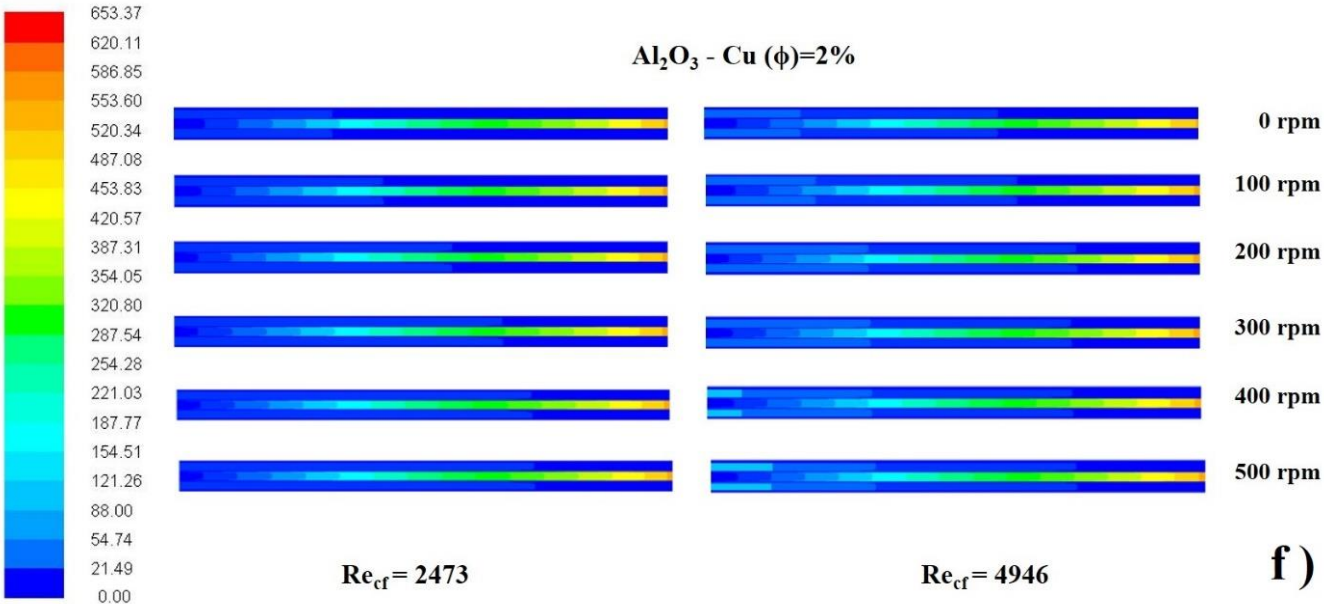 653.37
620.11
586.85
553.60
520.34
487.08
453.83
420.57
387.31
354.05
320.80
287.54
254.28
221.03
187.77
154.51
121.26
88.00
54.74
21.49
0.00
Al₂O₃ - Cu (ϕ)=2%
0 rpm
100 rpm
200 rpm
300 rpm
400 rpm
500 rpm
Re_cf = 2473
Re_cf = 4946
f )